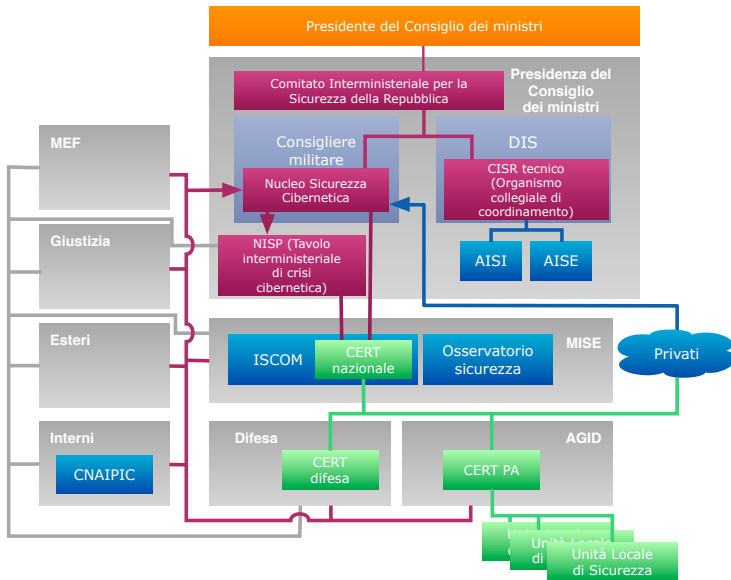 Presidente del Consiglio dei ministri
Comitato Interministeriale per la
Sicurezza della Repubblica
Presidenza del
Consiglio
dei ministri
MEF
Consigliere
militare
DIS
Nucleo Sicurezza
Cibernetica
CISR tecnico
(Organismo
collegiale di
coordinamento)
Giustizia
NISP (Tavolo
interministeriale
di crisi
cibernetica)
AISI
AISE
Esteri
ISCOM
CERT
nazionale
Osservatorio
sicurezza
MISE
Privati
Interni
CNAIPIC
Difesa
CERT
difesa
AGID
CERT PA
Unità Locale
di Sicurezza